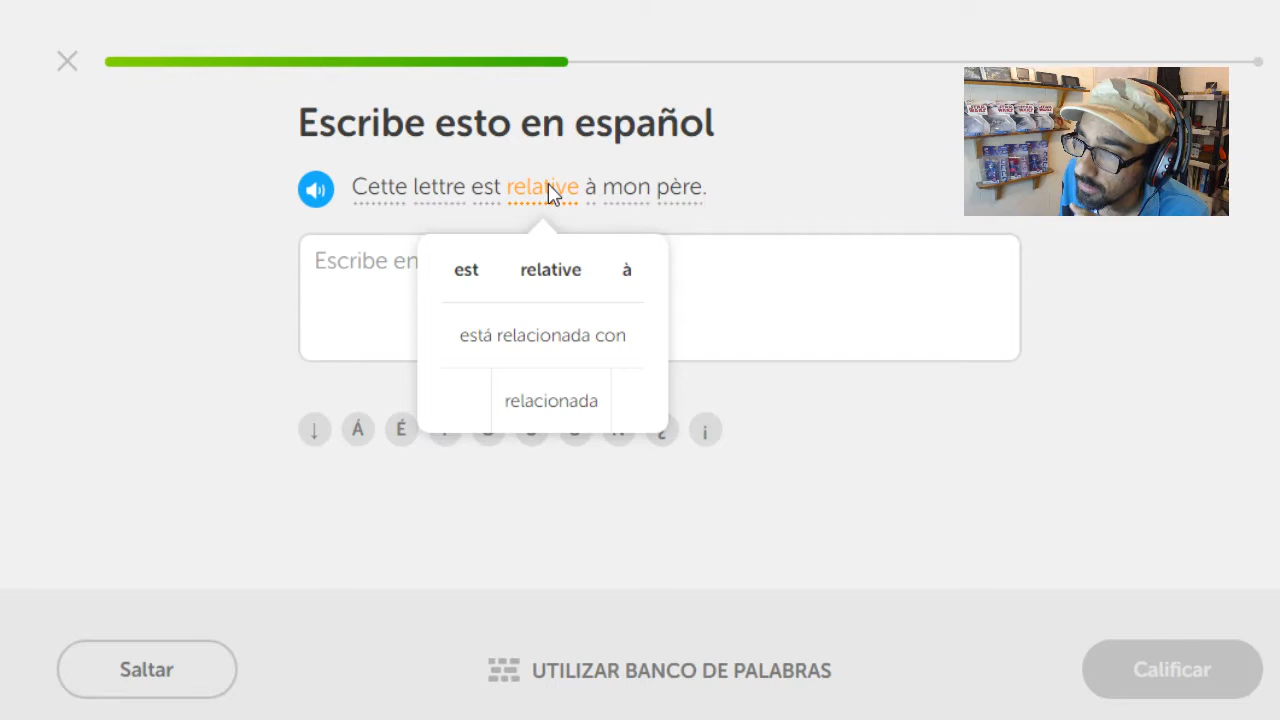 Escribe esto en español
Cette lettre est relative à mon père.
Escribe en
est relative à
está relacionada con
relacionada
↓ Á É ¿ ¡
Saltar
UTILIZAR BANCO DE PALABRAS
Calificar